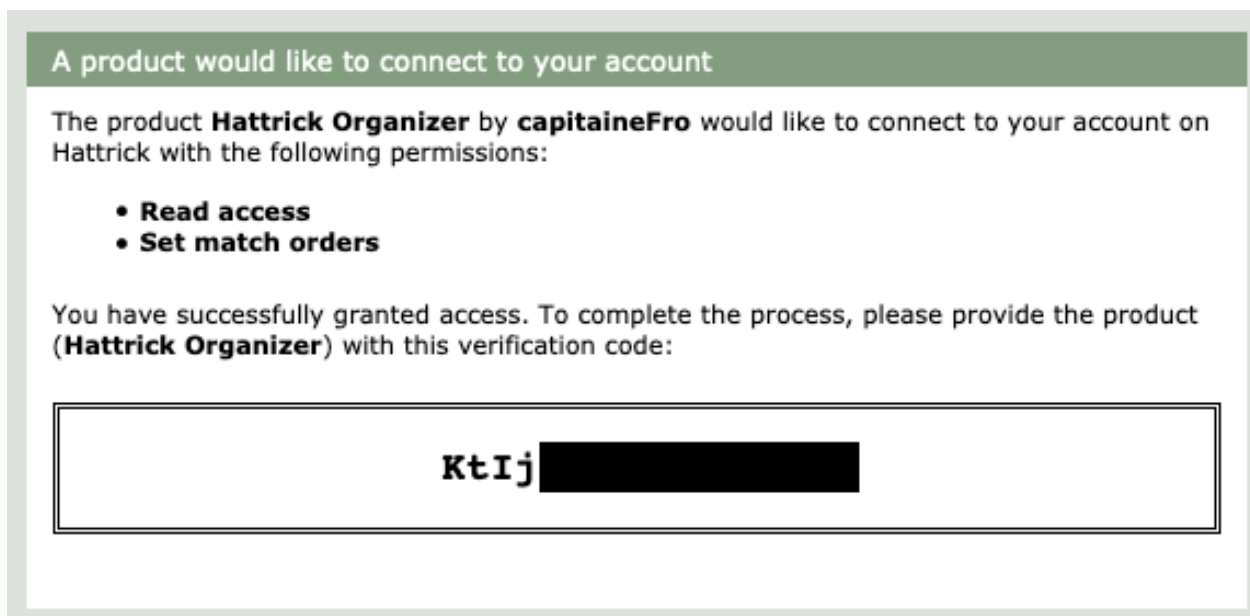 A product would like to connect to your account
The product Hattrick Organizer by capitaineFro would like to connect to your account on
Hattrick with the following permissions:
• Read access
• Set match orders
You have successfully granted access. To complete the process, please provide the product
(Hattrick Organizer) with this verification code:
KtIj